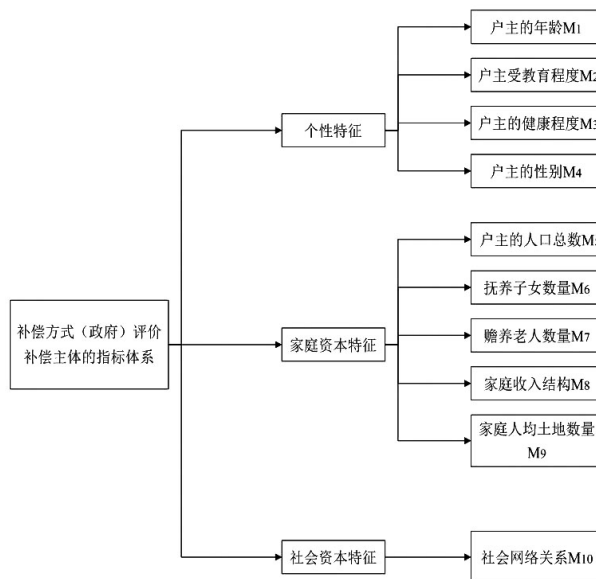 补偿方式（政府）评价
补偿主体的指标体系
个性特征
户主的年龄M1
户主受教育程度M2
户主的健康程度M3
户主的性别M4
家庭资本特征
户主的人口总数M5
抚养子女数量M6
赡养老人数量M7
家庭收入结构M8
家庭人均土地数量
M9
社会资本特征
社会网络关系M10